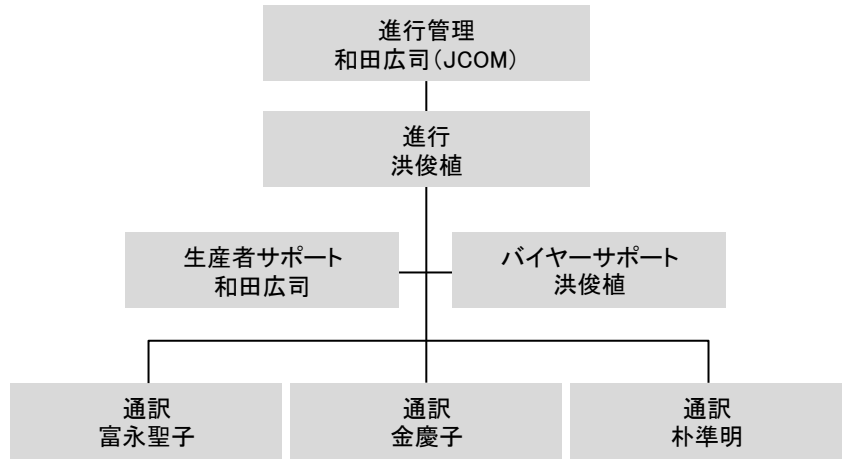 進行管理
和田広司（JCOM）
進行
洪俊植
生産者サポート
和田広司
バイヤーサポート
洪俊植
通訳
富永聖子
通訳
金慶子
通訳
朴準明